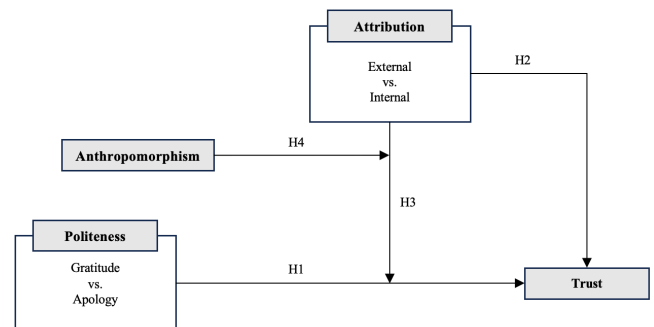 Attribution
External
vs.
Internal
H2
Anthropomorphism
H4
H3
Politeness
Gratitude
vs.
Apology
H1
Trust